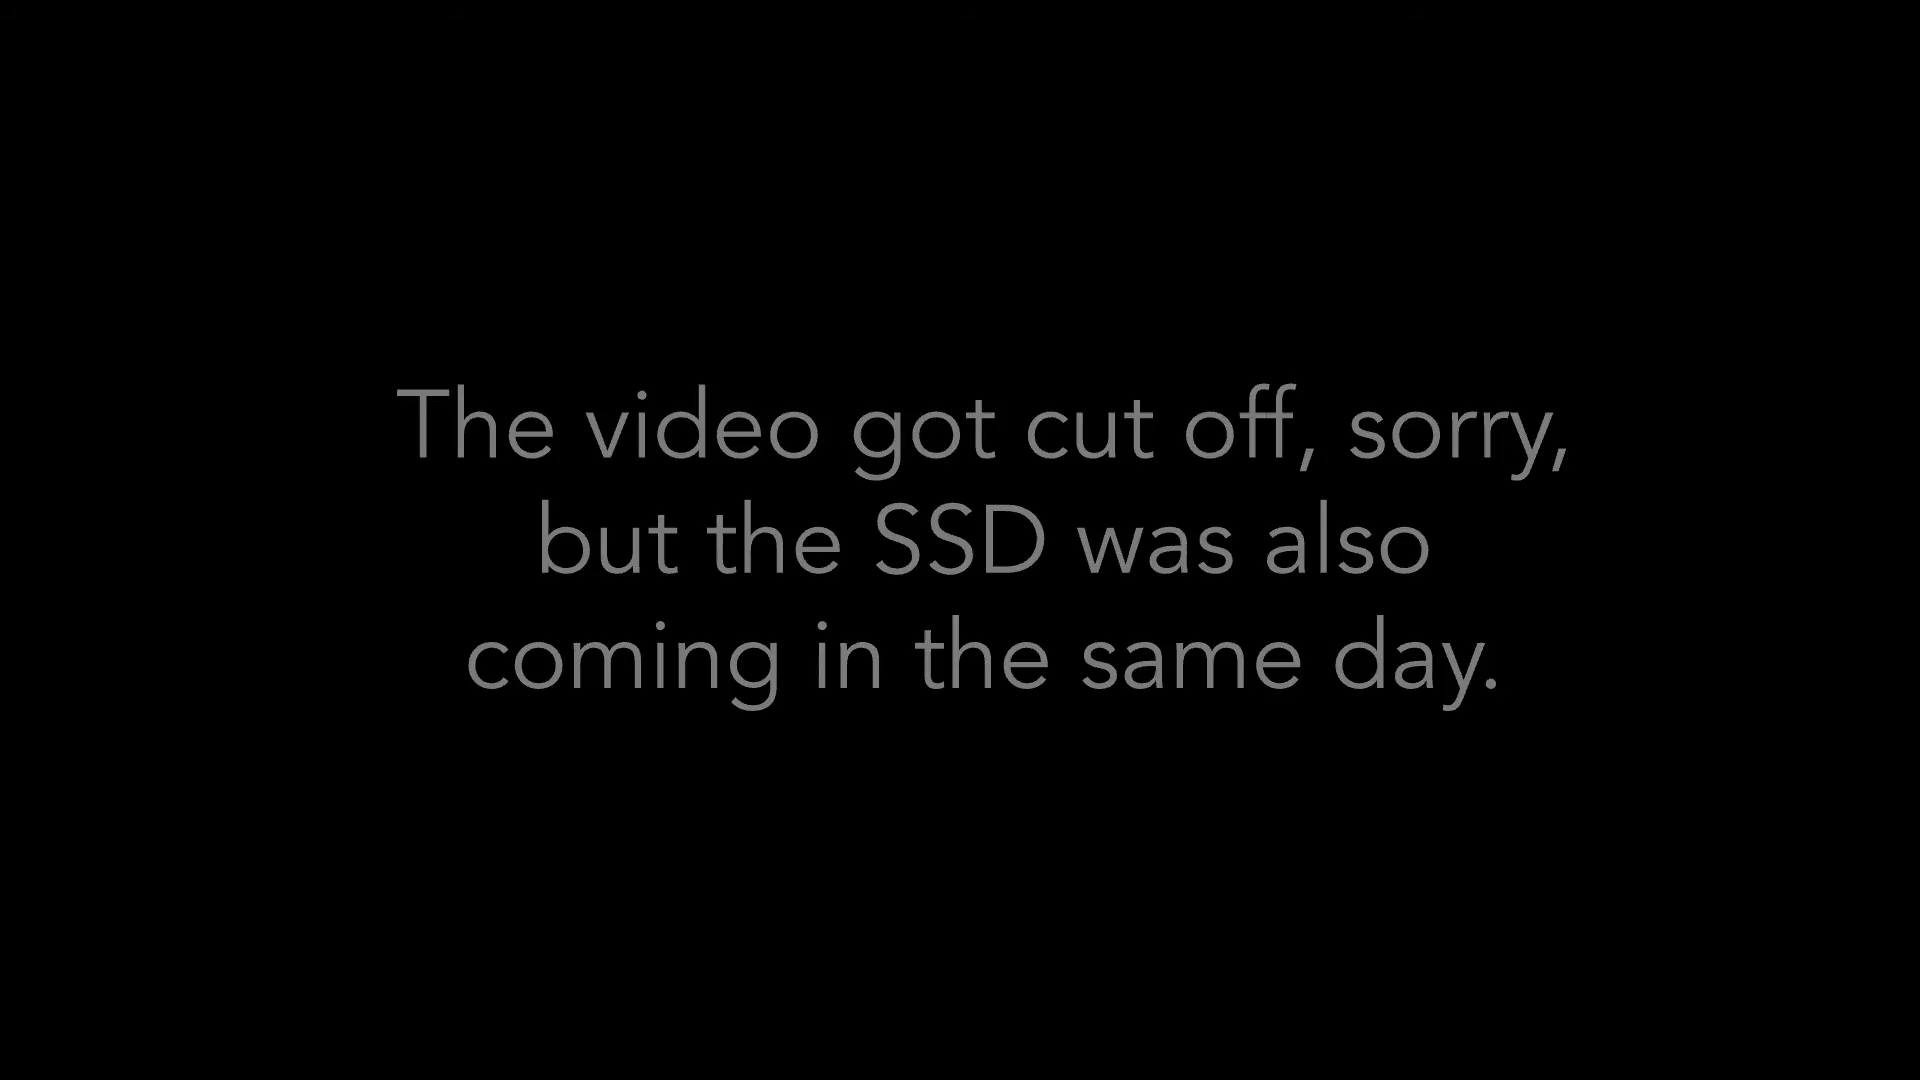 The video got cut off, sorry,
but the SSD was also
coming in the same day.